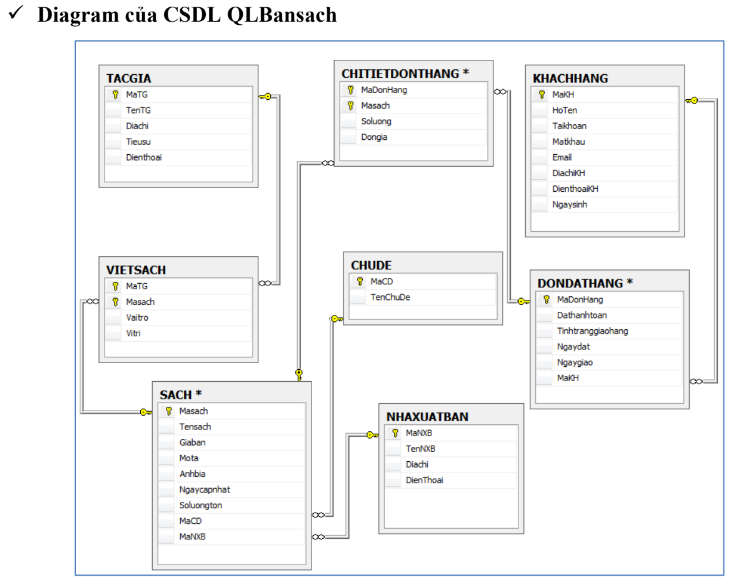 ✓ Diagram của CSDL QLBansach
TACGIA
MaTG
TenTG
Diachi
Tieusu
Dienthoai
CHITIETDONTHANG *
MaDonHang
Masach
Soluong
Dongia
KHACHHANG
MaKH
HoTen
Taikhoan
Matkhau
Email
DiachiKH
DienthoaiKH
Ngaysinh
VIETSACH
MaTG
Masach
Vaitro
Vitri
CHUDE
MaCD
TenChuDe
DONDATHANG *
MaDonHang
Dathanhtoan
Tinhtranggiaohang
Ngaydat
Ngaygiao
MaKH
SACH *
Masach
Tensach
Giaban
Mota
Anhbia
Ngaycapnhat
Soluongton
MaCD
MaNXB
NHAXUATBAN
MaNXB
TenNXB
Diachi
DienThoai